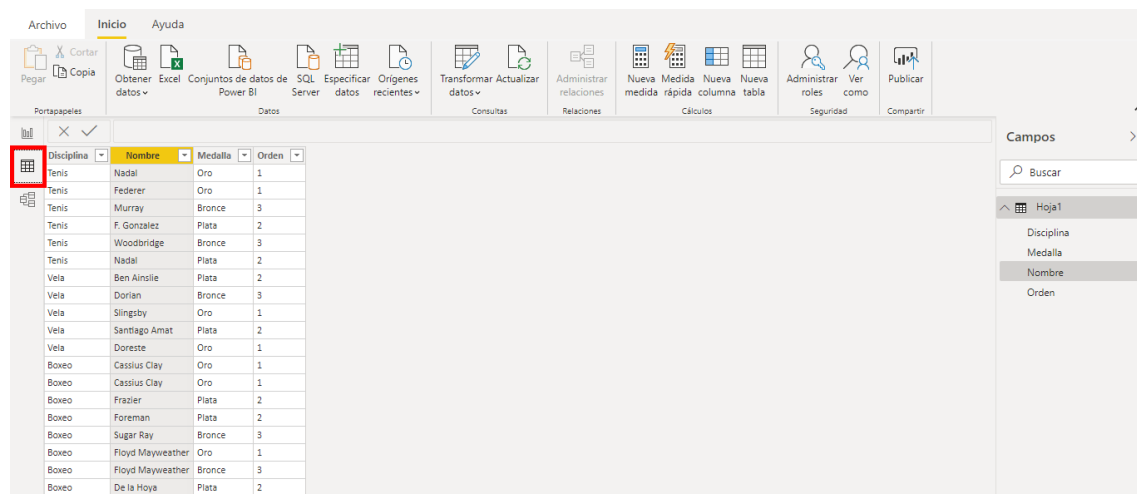 Archivo Inicio Ayuda
Pegar
Cortar
Copia
Obtener datos
Excel
Conjuntos de datos de Power BI
SQL Server
Especificar datos
Orígenes recientes
Transformar datos
Actualizar
Administrar relaciones
Nueva medida
Medida rápida
Nueva columna
Nueva tabla
Administrar roles
Ver como
Publicar
Portapapeles Datos Consultas Relaciones Cálculos Seguridad Compartir
Disciplina Nombre Medalla Orden
Tenis Nadal Oro 1
Tenis Federer Oro 1
Tenis Murray Bronce 3
Tenis F. Gonzalez Plata 2
Tenis Woodbridge Bronce 3
Tenis Nadal Plata 2
Vela Ben Ainslie Plata 2
Vela Dorian Bronce 3
Vela Slingsby Oro 1
Vela Santiago Amat Plata 2
Vela Doreste Oro 1
Boxeo Cassius Clay Oro 1
Boxeo Cassius Clay Oro 1
Boxeo Frazier Plata 2
Boxeo Foreman Plata 2
Boxeo Sugar Ray Bronce 3
Boxeo Floyd Mayweather Oro 1
Boxeo Floyd Mayweather Bronce 3
Boxeo De la Hoya Plata 2
Campos
Buscar
Hoja1
Disciplina
Medalla
Nombre
Orden